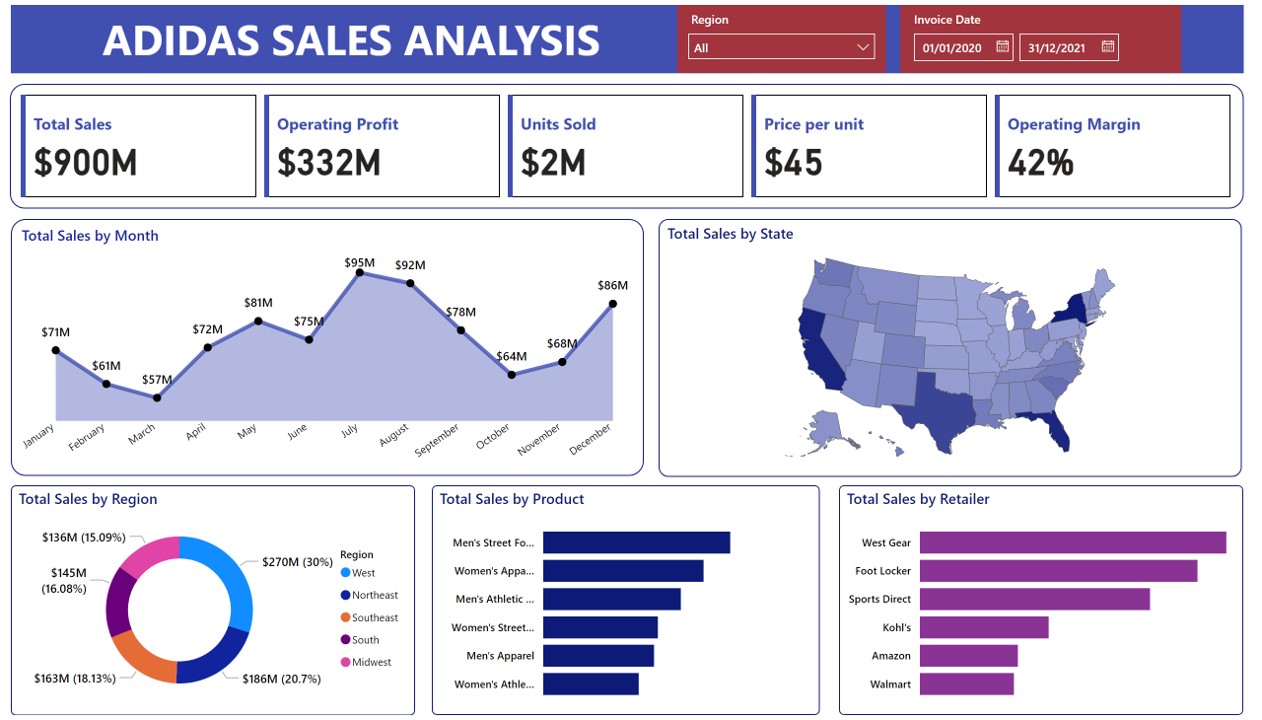 ADIDAS SALES ANALYSIS
Region
All
Invoice Date
01/01/2020
31/12/2021
Total Sales
$900M
Operating Profit
$332M
Units Sold
$2M
Price per unit
$45
Operating Margin
42%
Total Sales by Month
$71M
$61M
$57M
$72M
$81M
$75M
$95M
$92M
$78M
$64M
$68M
$86M
January
February
March
April
May
June
July
August
September
October
November
December
Total Sales by State
Total Sales by Region
$136M (15.09%)
$145M
(16.08%)
$163M (18.13%)
$270M (30%)
$186M (20.7%)
Region
West
Northeast
Southeast
South
Midwest
Total Sales by Product
Men's Street Fo...
Women's Appa...
Men's Athletic ...
Women's Street...
Men's Apparel
Women's Athle...
Total Sales by Retailer
West Gear
Foot Locker
Sports Direct
Kohl's
Amazon
Walmart